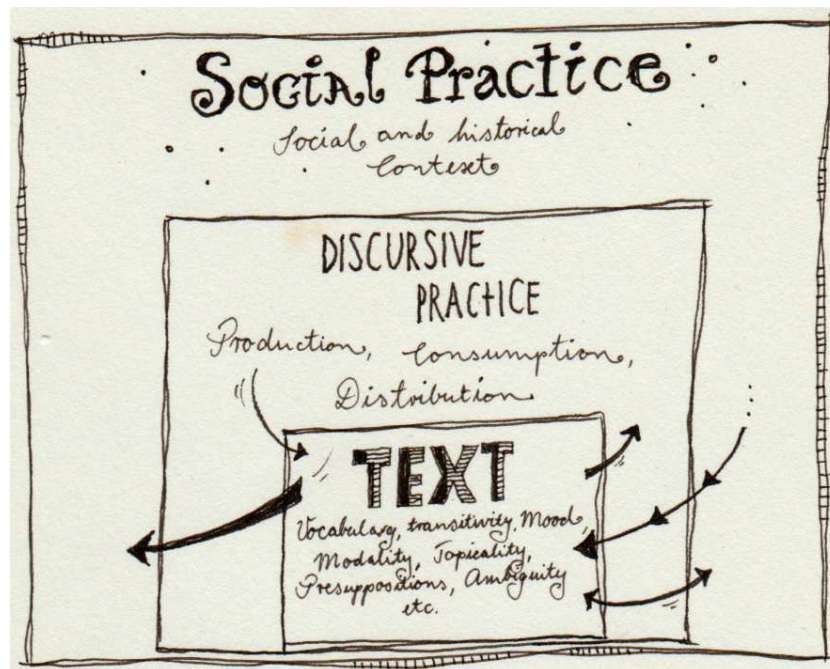 Social Practice
Social and historical
Context
DISCURSIVE
PRACTICE
Production, Consumption,
Distribution
TEXT
Vocabulary, transitivity, Mood,
Modality, Topicality,
Presuppositions, Ambiguity
etc.